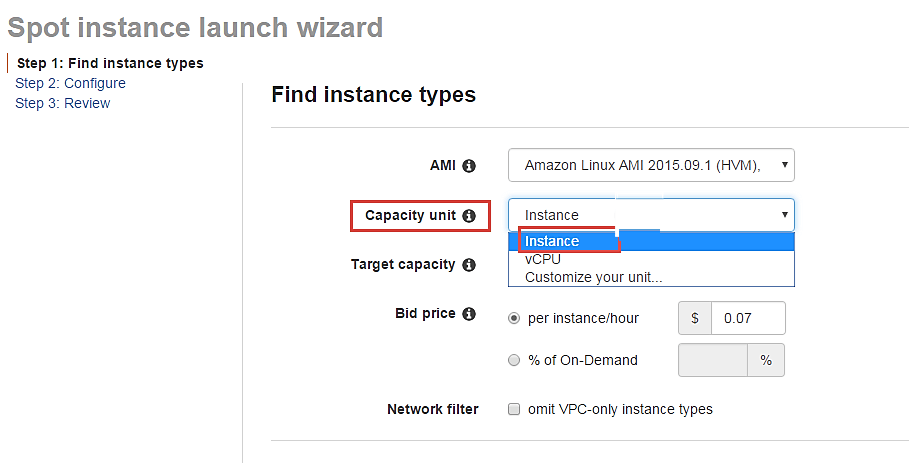 Spot instance launch wizard
Step 1: Find instance types
Step 2: Configure
Step 3: Review
Find instance types
AMI
Amazon Linux AMI 2015.09.1 (HVM),
Capacity unit
Instance
Instance
vCPU
Customize your unit...
Target capacity
Bid price
per instance/hour
$ 0.07
% of On-Demand
%
Network filter
omit VPC-only instance types